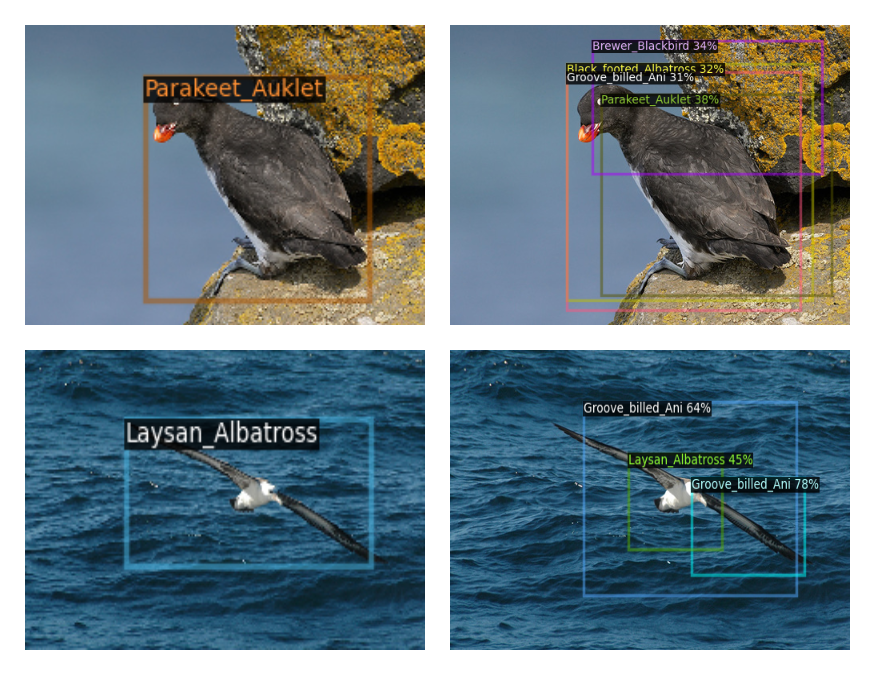 Parakeet_Auklet
Brewer_Blackbird 34%
Black_footed_Albatross 32%
Groove_billed_Ani 31%
Parakeet_Auklet 38%
Laysan_Albatross
Groove_billed_Ani 64%
Laysan_Albatross 45%
Groove_billed_Ani 78%